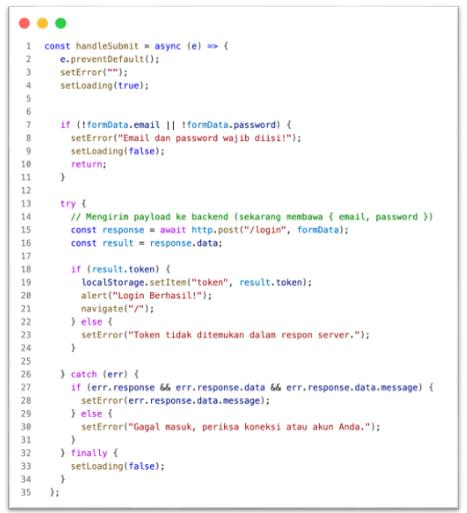 1 const handleSubmit = async (e) => {
2 e.preventDefault();
3 setError("");
4 setLoading(true);
5
6
7 if (!formData.email || !formData.password) {
8 setError("Email dan password wajib diisi!");
9 setLoading(false);
10 return;
11 }
12
13 try {
14 // Mengirim payload ke backend (sekarang membawa { email, password })
15 const response = await http.post("/login", formData);
16 const result = response.data;
17
18 if (result.token) {
19 localStorage.setItem("token", result.token);
20 alert("Login Berhasil!");
21 navigate("/");
22 } else {
23 setError("Token tidak ditemukan dalam respon server.");
24 }
25
26 } catch (err) {
27 if (err.response && err.response.data && err.response.data.message) {
28 setError(err.response.data.message);
29 } else {
30 setError("Gagal masuk, periksa koneksi atau akun Anda.");
31 }
32 } finally {
33 setLoading(false);
34 }
35 };